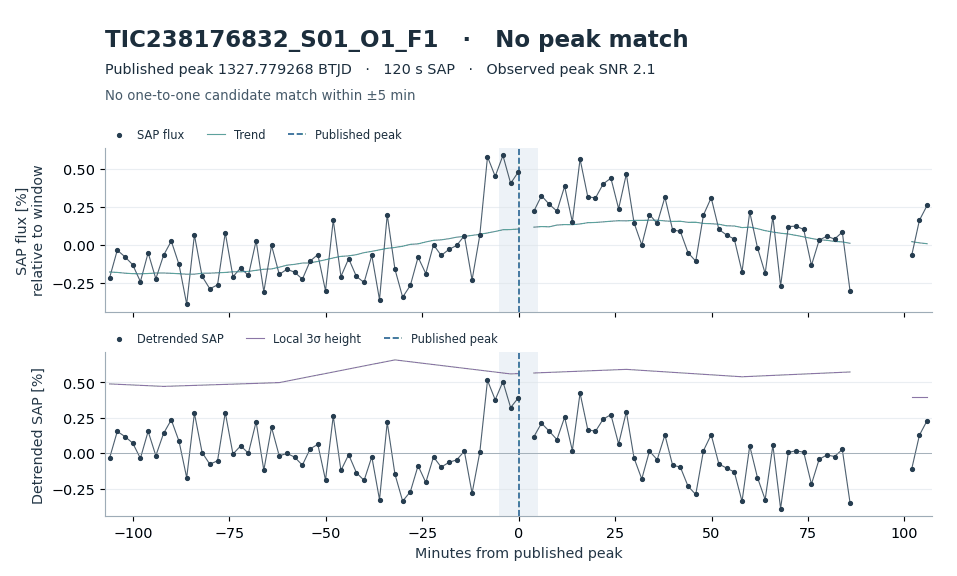 TIC238176832_S01_O1_F1 · No peak match
Published peak 1327.779268 BTJD · 120 s SAP · Observed peak SNR 2.1
No one-to-one candidate match within ±5 min
SAP flux Trend Published peak
SAP flux [%]
relative to window
0.50
0.25
0.00
−0.25
Detrended SAP Local 3σ height Published peak
Detrended SAP [%]
0.50
0.25
0.00
−0.25
−100 −75 −50 −25 0 25 50 75 100
Minutes from published peak